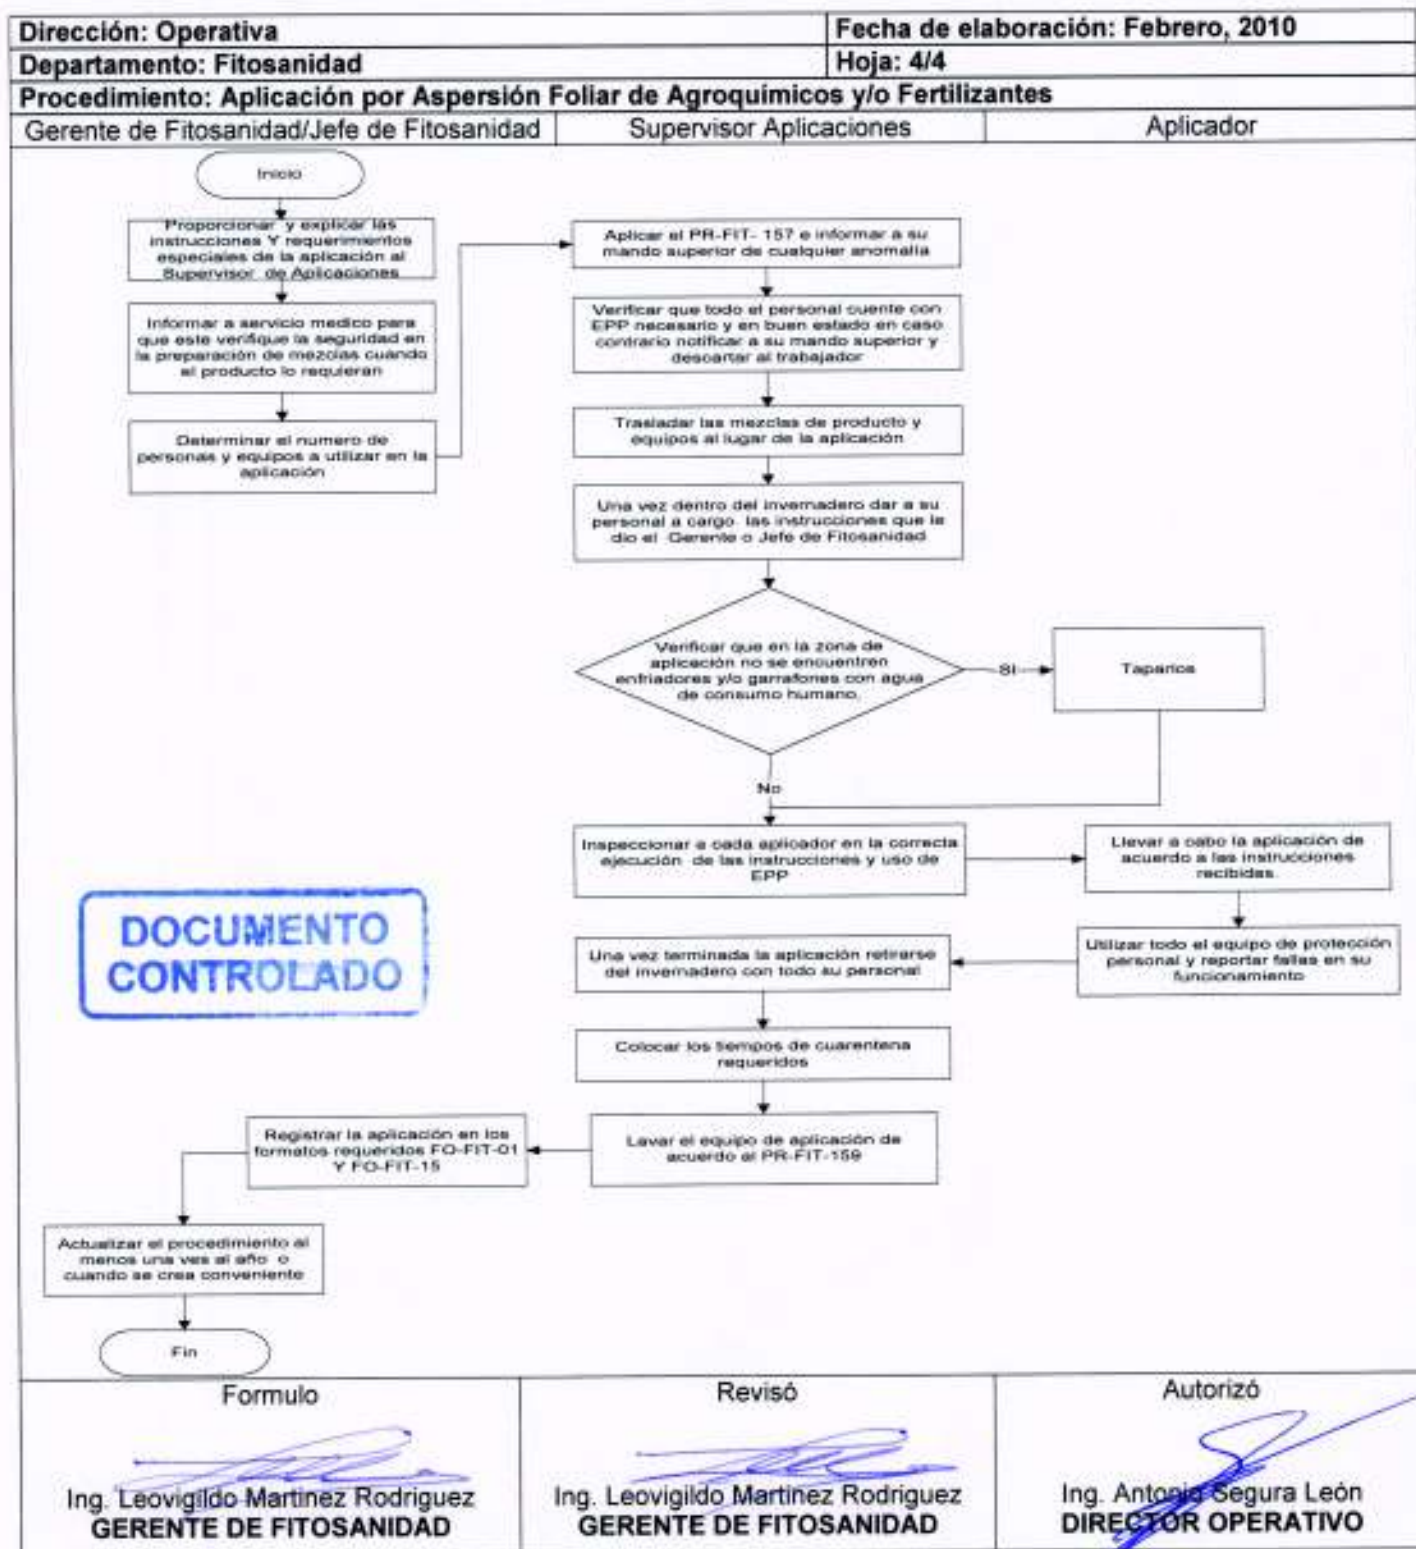 Dirección: Operativa
Fecha de elaboración: Febrero, 2010
Departamento: Fitosanidad
Hoja: 4/4
Procedimiento: Aplicación por Aspersión Foliar de Agroquímicos y/o Fertilizantes
Gerente de Fitosanidad/Jefe de Fitosanidad
Supervisor Aplicaciones
Aplicador
Inicio
Proporcionar y explicar las
instrucciones Y requerimientos
especiales de la aplicación al
Supervisor de Aplicaciones
Informar a servicio medico para
que este verifique la seguridad en
la preparación de mezclas cuando
el producto lo requieran
Determinar el numero de
personas y equipos a utilizar en la
aplicación
Aplicar el PR-FIT- 157 e informar a su
mando superior de cualquier anomalía
Verificar que todo el personal cuente con
EPP necesario y en buen estado en caso
contrario notificar a su mando superior y
descartar al trabajador
Trasladar las mezclas de producto y
equipos al lugar de la aplicación
Una vez dentro del invernadero dar a su
personal a cargo las instrucciones que le
dio el Gerente o Jefe de Fitosanidad
Verificar que en la zona de
aplicación no se encuentren
enfriadores y/o garrafones con agua
de consumo humano.
SI
Taparlos
No
Inspeccionar a cada aplicador en la correcta
ejecución de las instrucciones y uso de
EPP
Llevar a cabo la aplicación de
acuerdo a las instrucciones
recibidas.
Utilizar todo el equipo de protección
personal y reportar fallas en su
funcionamiento
Una vez terminada la aplicación retirarse
del invernadero con todo su personal
Colocar los tiempos de cuarentena
requeridos
Lavar el equipo de aplicación de
acuerdo al PR-FIT-159
Registrar la aplicación en los
formatos requeridos FO-FIT-01
Y FO-FIT-15
Actualizar el procedimiento al
menos una ves al año o
cuando se crea conveniente
Fin
DOCUMENTO
CONTROLADO
Formulo
Revisó
Autorizó
Ing. Leovigildo Martinez Rodriguez
GERENTE DE FITOSANIDAD
Ing. Leovigildo Martinez Rodriguez
GERENTE DE FITOSANIDAD
Ing. Antonio Segura León
DIRECTOR OPERATIVO